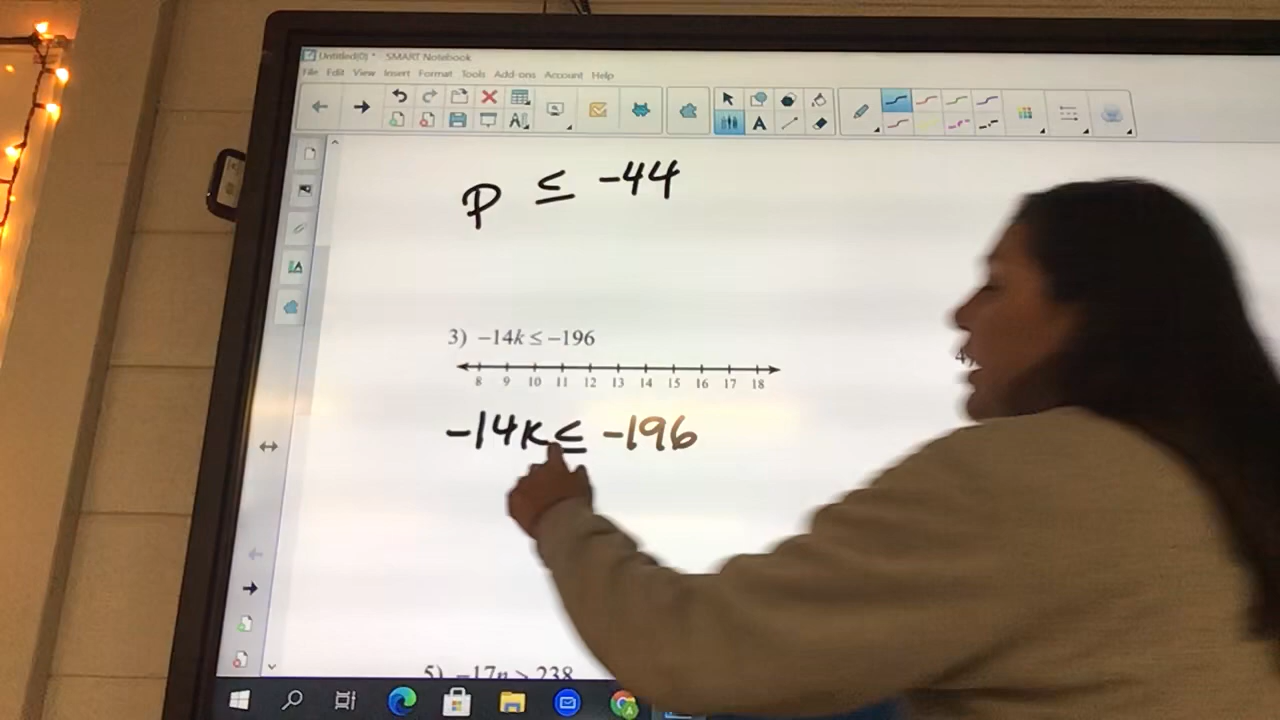 Untitled(0) * - SMART Notebook
File Edit View Insert Format Tools Add-ons Account Help
P ≤ -44
3) −14k ≤ −196
8 9 10 11 12 13 14 15 16 17 18
-14k ≤ -196
4)
5) −17n > 238